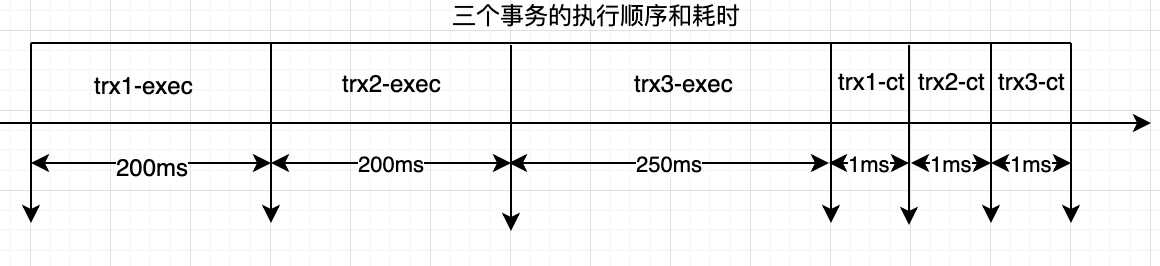 三个事务的执行顺序和耗时
trx1-exec
trx2-exec
trx3-exec
trx1-ct
trx2-ct
trx3-ct
200ms
200ms
250ms
1ms
1ms
1ms